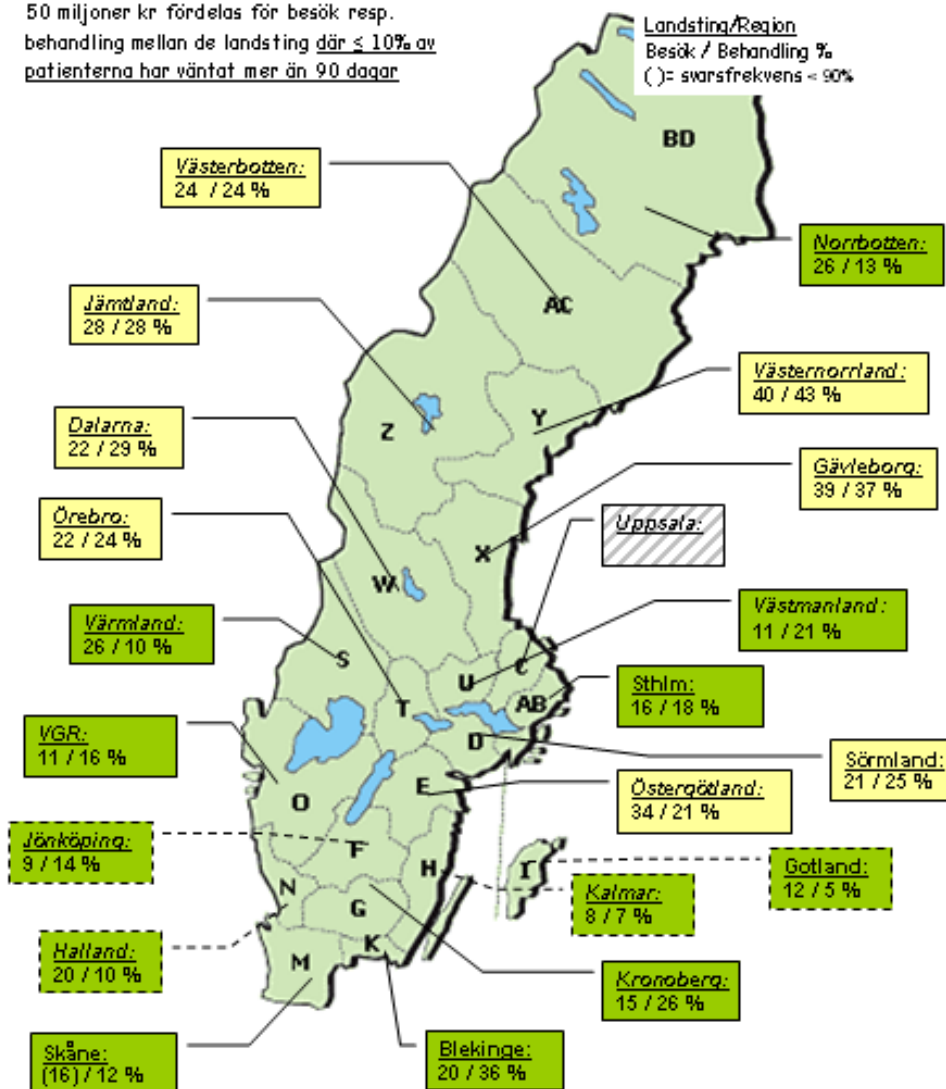 50 miljoner kr fördelas för besök resp.
behandling mellan de landsting där ≤ 10% av
patienterna har väntat mer än 90 dagar
Landsting/Region
Besök / Behandling %
( )= svarsfrekvens < 90%
BD
Västerbotten:
24 / 24 %
Norrbotten:
26 / 13 %
Jämtland:
28 / 28 %
AC
Västernorrland:
40 / 43 %
Z
Y
Dalarna:
22 / 29 %
Gävleborg:
39 / 37 %
Örebro:
22 / 24 %
Uppsala:
X
W
Värmland:
26 / 10 %
Västmanland:
11 / 21 %
S
C
U
Sthlm:
16 / 18 %
AB
T
VGR:
11 / 16 %
D
Sörmland:
21 / 25 %
E
Östergötland:
34 / 21 %
O
Jönköping:
9 / 14 %
F
H
I
Gotland:
12 / 5 %
Kalmar:
8 / 7 %
N
G
Halland:
20 / 10 %
K
M
Kronoberg:
15 / 26 %
Skåne:
(16) / 12 %
Blekinge:
20 / 36 %